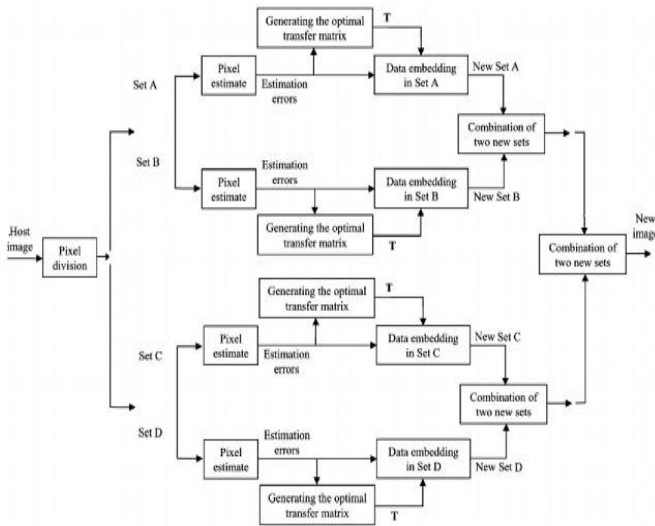 Generating the optimal
transfer matrix
T
Set A
Pixel
estimate
Estimation
errors
Data embedding
in Set A
New Set A
Combination of
two new sets
Set B
Pixel
estimate
Estimation
errors
Data embedding
in Set B
New Set B
Generating the optimal
transfer matrix
T
Host
image
Pixel
division
Combination of
two new sets
New
image
Generating the optimal
transfer matrix
T
Set C
Pixel
estimate
Estimation
errors
Data embedding
in Set C
New Set C
Combination of
two new sets
Set D
Pixel
estimate
Estimation
errors
Data embedding
in Set D
New Set D
Generating the optimal
transfer matrix
T